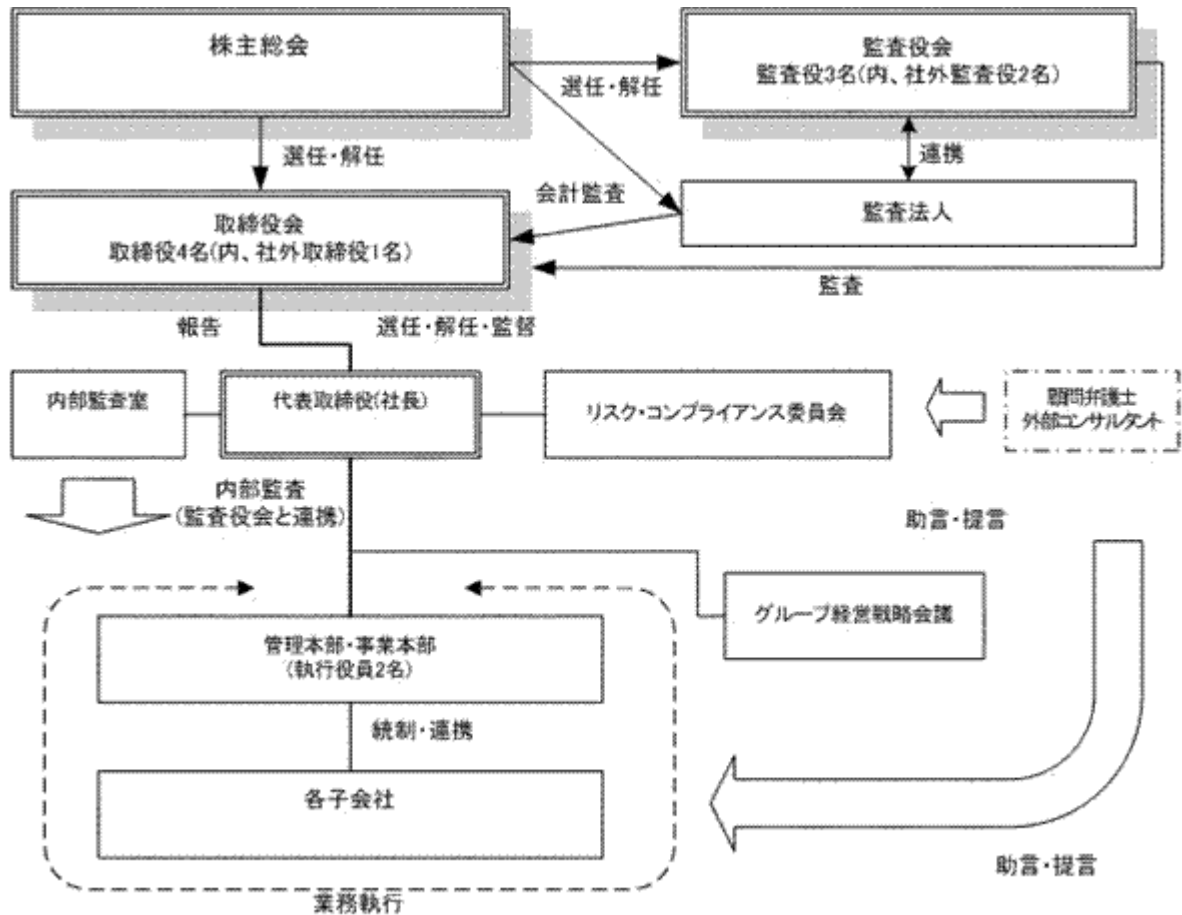 株主総会
監査役会
監査役3名(内、社外監査役2名)
選任・解任
選任・解任
連携
会計監査
監査法人
取締役会
取締役4名(内、社外取締役1名)
監査
報告
選任・解任・監督
内部監査室
代表取締役(社長)
リスク・コンプライアンス委員会
顧問弁護士
外部コンサルタント
内部監査
(監査役会と連携)
助言・提言
グループ経営戦略会議
管理本部・事業本部
(執行役員2名)
統制・連携
各子会社
助言・提言
業務執行